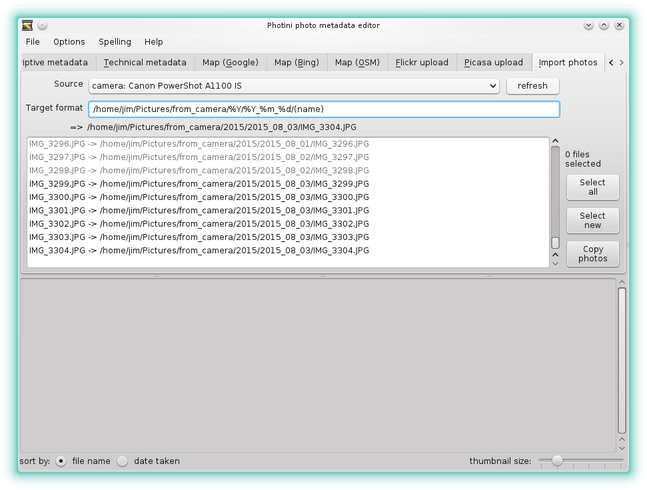 Photini photo metadata editor
File Options Spelling Help
iptive metadata Technical metadata Map (Google) Map (Bing) Map (OSM) Flickr upload Picasa upload Import photos
Source camera: Canon PowerShot A1100 IS refresh
Target format /home/jim/Pictures/from_camera/%Y/%Y_%m_%d/(name)
=> /home/jim/Pictures/from_camera/2015/2015_08_03/IMG_3304.JPG
IMG_3296.JPG -> /home/jim/Pictures/from_camera/2015/2015_08_01/IMG_3296.JPG
IMG_3297.JPG -> /home/jim/Pictures/from_camera/2015/2015_08_02/IMG_3297.JPG
IMG_3298.JPG -> /home/jim/Pictures/from_camera/2015/2015_08_02/IMG_3298.JPG
IMG_3299.JPG -> /home/jim/Pictures/from_camera/2015/2015_08_03/IMG_3299.JPG
IMG_3300.JPG -> /home/jim/Pictures/from_camera/2015/2015_08_03/IMG_3300.JPG
IMG_3301.JPG -> /home/jim/Pictures/from_camera/2015/2015_08_03/IMG_3301.JPG
IMG_3302.JPG -> /home/jim/Pictures/from_camera/2015/2015_08_03/IMG_3302.JPG
IMG_3303.JPG -> /home/jim/Pictures/from_camera/2015/2015_08_03/IMG_3303.JPG
IMG_3304.JPG -> /home/jim/Pictures/from_camera/2015/2015_08_03/IMG_3304.JPG
0 files
selected
Select
all
Select
new
Copy
photos
sort by: file name date taken thumbnail size: